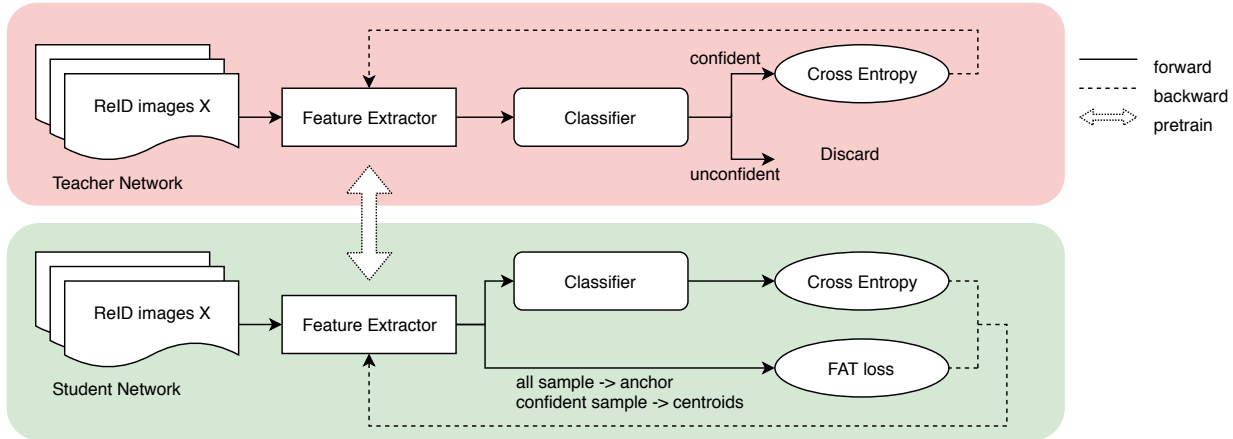 ReID images X
Feature Extractor
Classifier
confident
Cross Entropy
unconfident
Discard
Teacher Network
forward
backward
pretrain
ReID images X
Feature Extractor
Classifier
Cross Entropy
FAT loss
all sample -> anchor
confident sample -> centroids
Student Network